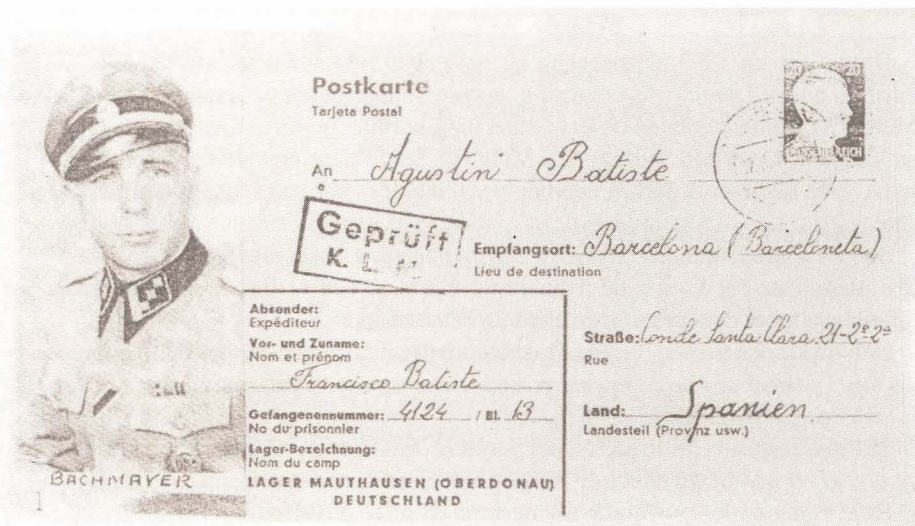 Postkarte
Tarjeta Postal
An Agustin Batiste
a
Geprüft
K. L. M.
Empfangsort: Barcelona (Barceloneta)
Lieu de destination
Absender:
Expéditeur
Vor- und Zuname:
Nom et prénom
Francisco Batiste
Gefangenennummer: 4124 / Bl. 13
No du prisonnier
Lager-Bezeichnung:
Nom du camp
LAGER MAUTHAUSEN (OBERDONAU)
DEUTSCHLAND
Straße: Conde Santa Clara 21-2º-2ª
Rue
Land: Spanien
Landesteil (Provinz usw.)
BACHMAYER
1